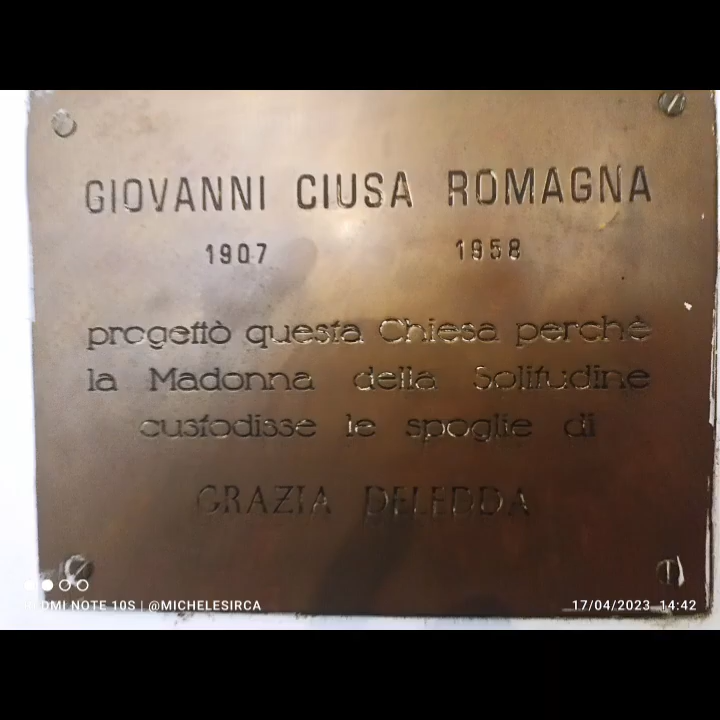 GIOVANNI CIUSA ROMAGNA
1907 1958
progettò questa Chiesa perchè
la Madonna della Solitudine
custodisse le spoglie di
GRAZIA DELEDDA
NOTE 10S | @MICHELESIRCA
17/04/2023 14:42